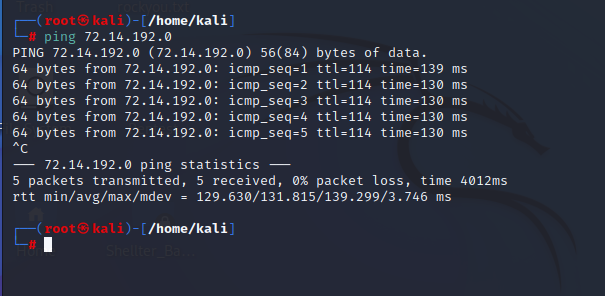 Trash rockyou.txt
┌──(root㉿kali)-[/home/kali]
└─# ping 72.14.192.0
PING 72.14.192.0 (72.14.192.0) 56(84) bytes of data.
64 bytes from 72.14.192.0: icmp_seq=1 ttl=114 time=139 ms
64 bytes from 72.14.192.0: icmp_seq=2 ttl=114 time=130 ms
64 bytes from 72.14.192.0: icmp_seq=3 ttl=114 time=130 ms
64 bytes from 72.14.192.0: icmp_seq=4 ttl=114 time=130 ms
64 bytes from 72.14.192.0: icmp_seq=5 ttl=114 time=130 ms
^C
--- 72.14.192.0 ping statistics ---
5 packets transmitted, 5 received, 0% packet loss, time 4012ms
rtt min/avg/max/mdev = 129.630/131.815/139.299/3.746 ms
┌──(root㉿kali)-[/home/kali]
└─#